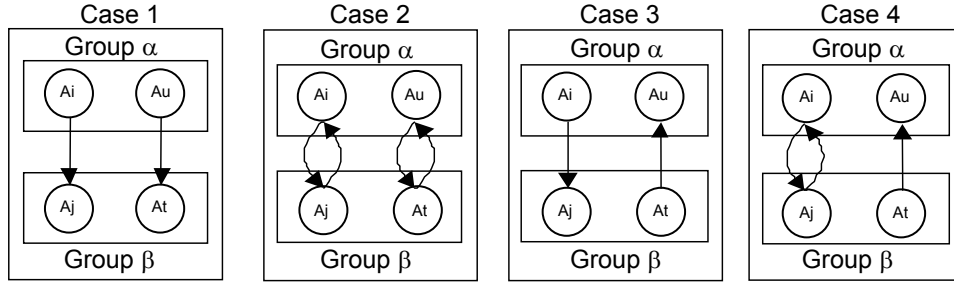 Case 1
Group α
Ai Au
Aj At
Group β
Case 2
Group α
Ai Au
Aj At
Group β
Case 3
Group α
Ai Au
Aj At
Group β
Case 4
Group α
Ai Au
Aj At
Group β